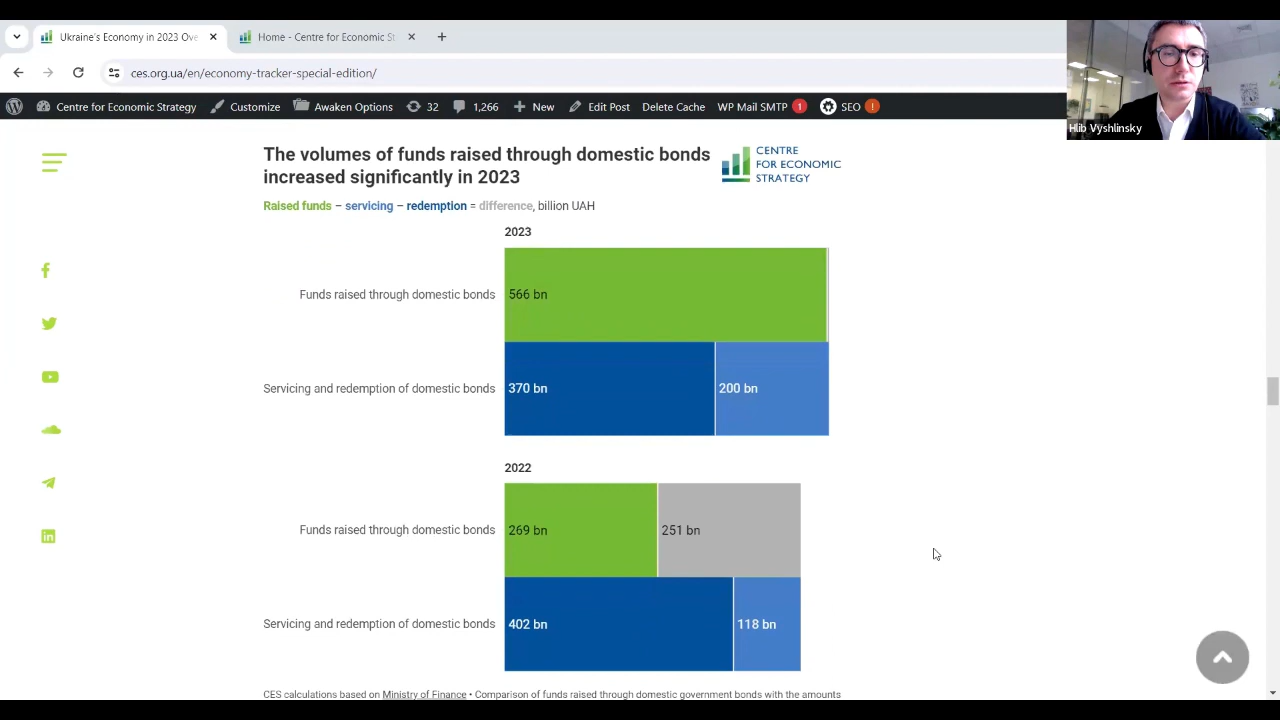 Ukraine's Economy in 2023 Ove
Home - Centre for Economic St
ces.org.ua/en/economy-tracker-special-edition/
Centre for Economic Strategy Customize Awaken Options 32 1,266 New Edit Post Delete Cache WP Mail SMTP 1 SEO !
Hlib Vyshlinsky
The volumes of funds raised through domestic bonds
increased significantly in 2023
CENTRE
FOR ECONOMIC
STRATEGY
Raised funds – servicing – redemption = difference, billion UAH
2023
Funds raised through domestic bonds 566 bn
Servicing and redemption of domestic bonds 370 bn 200 bn
2022
Funds raised through domestic bonds 269 bn 251 bn
Servicing and redemption of domestic bonds 402 bn 118 bn
CES calculations based on Ministry of Finance • Comparison of funds raised through domestic government bonds with the amounts